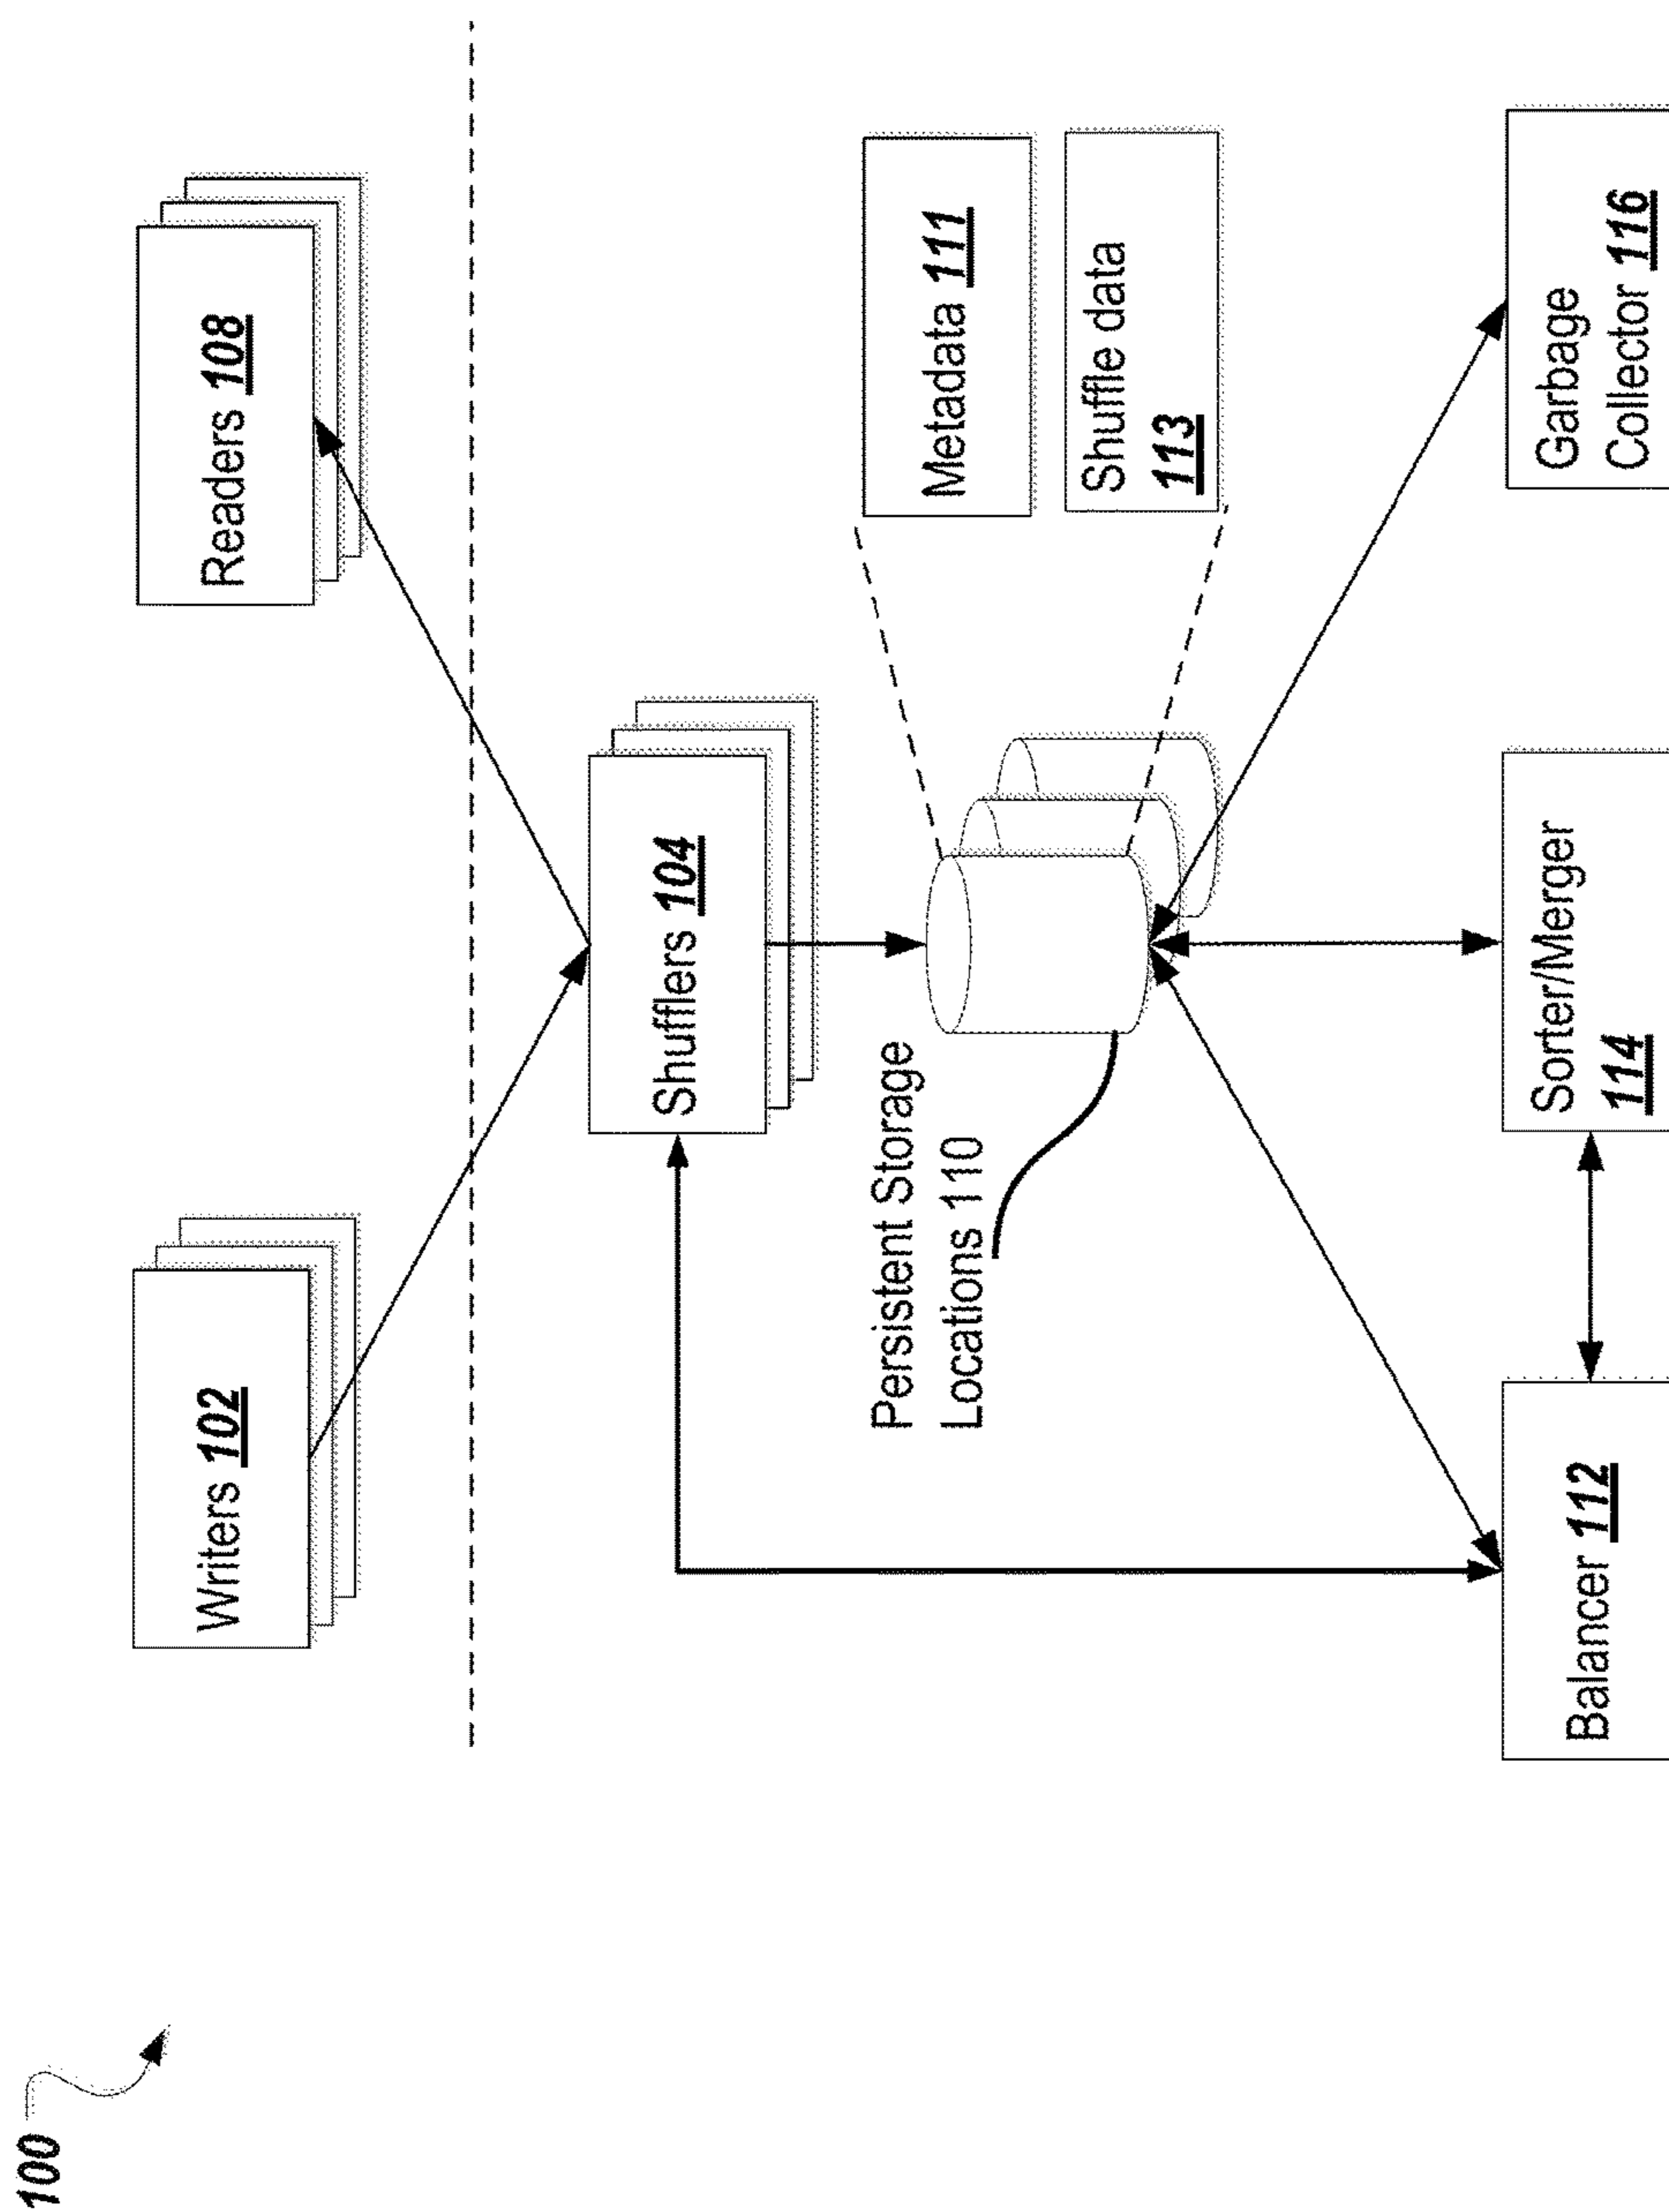 100
Writers 102
Readers 108
Shufflers 104
Persistent Storage
Locations 110
Metadata 111
Shuffle data
113
Balancer 112
Sorter/Merger
114
Garbage
Collector 116